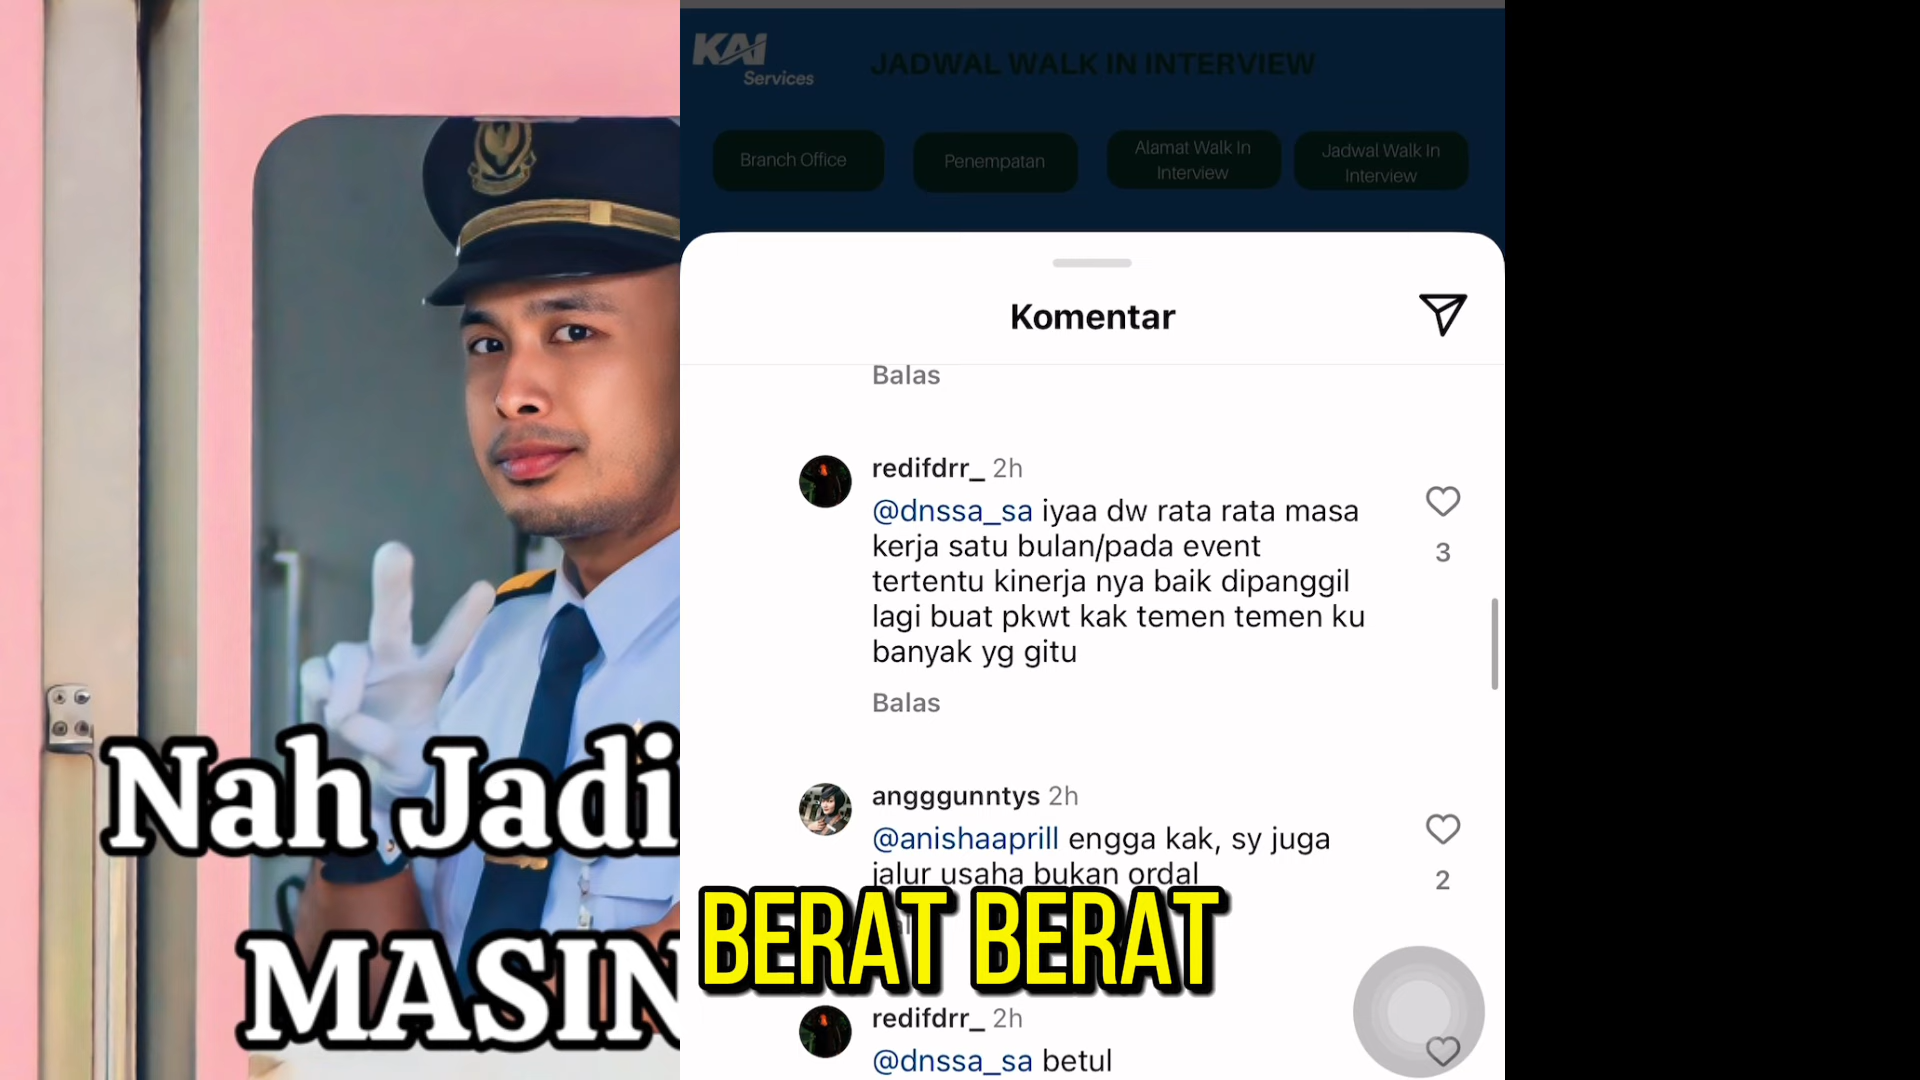 Nah Jadi
MASIN
KAI
Services
JADWAL WALK IN INTERVIEW
Branch Office
Penempatan
Alamat Walk In
Interview
Jadwal Walk In
Interview
Komentar
Balas
redifdrr_ 2h
@dnssa_sa iyaa dw rata rata masa
kerja satu bulan/pada event
tertentu kinerja nya baik dipanggil
lagi buat pkwt kak temen temen ku
banyak yg gitu
3
Balas
angggunntys 2h
@anishaaprill engga kak, sy juga
jalur usaha bukan ordal
2
BERAT BERAT
redifdrr_ 2h
@dnssa_sa betul